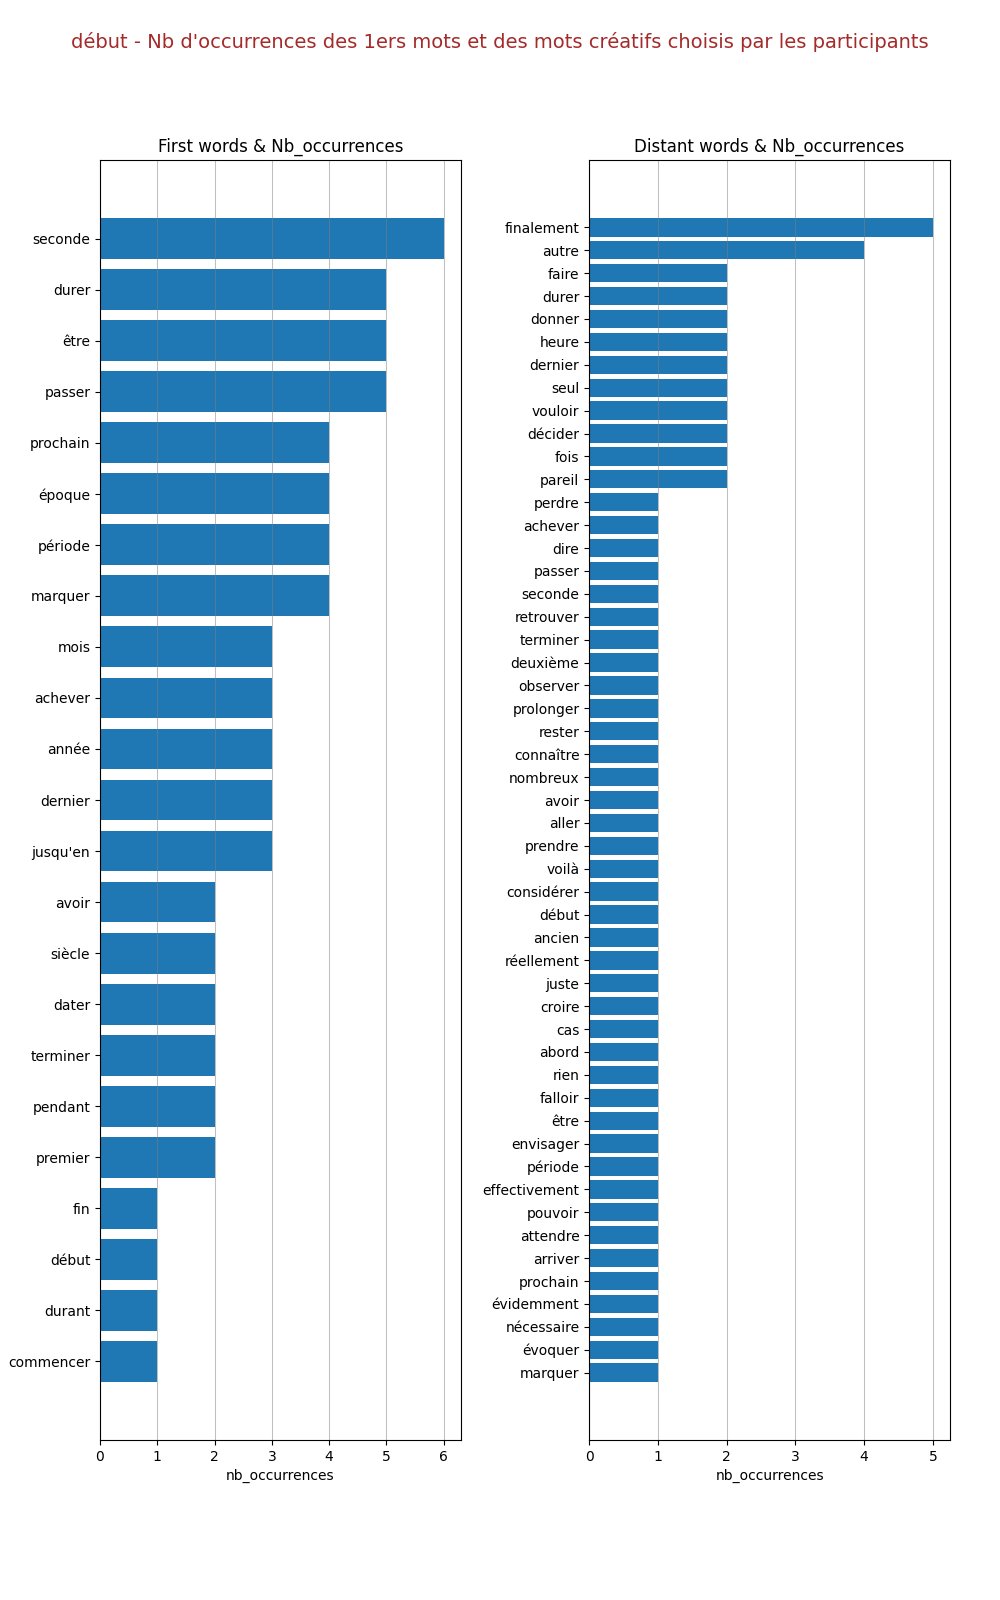 début - Nb d'occurrences des 1ers mots et des mots créatifs choisis par les participants
First words & Nb_occurrences
seconde
durer
être
passer
prochain
époque
période
marquer
mois
achever
année
dernier
jusqu'en
avoir
siècle
dater
terminer
pendant
premier
fin
début
durant
commencer
0 1 2 3 4 5 6
nb_occurrences
Distant words & Nb_occurrences
finalement
autre
faire
durer
donner
heure
dernier
seul
vouloir
décider
fois
pareil
perdre
achever
dire
passer
seconde
retrouver
terminer
deuxième
observer
prolonger
rester
connaître
nombreux
avoir
aller
prendre
voilà
considérer
début
ancien
réellement
juste
croire
cas
abord
rien
falloir
être
envisager
période
effectivement
pouvoir
attendre
arriver
prochain
évidemment
nécessaire
évoquer
marquer
0 1 2 3 4 5
nb_occurrences